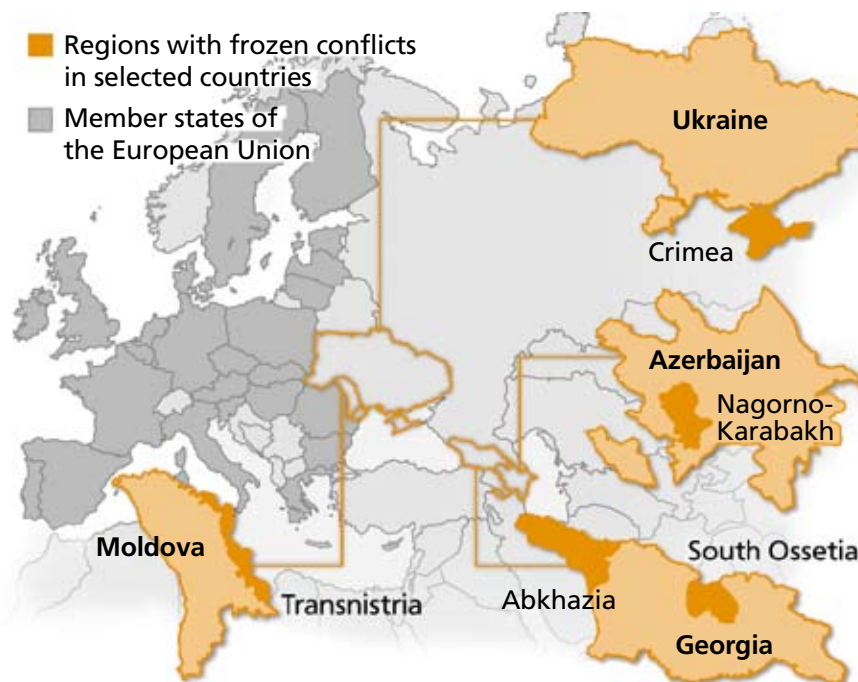 Regions with frozen conflicts
in selected countries
Member states of
the European Union
Ukraine
Crimea
Azerbaijan
Nagorno-
Karabakh
Moldova
Transnistria
South Ossetia
Abkhazia
Georgia